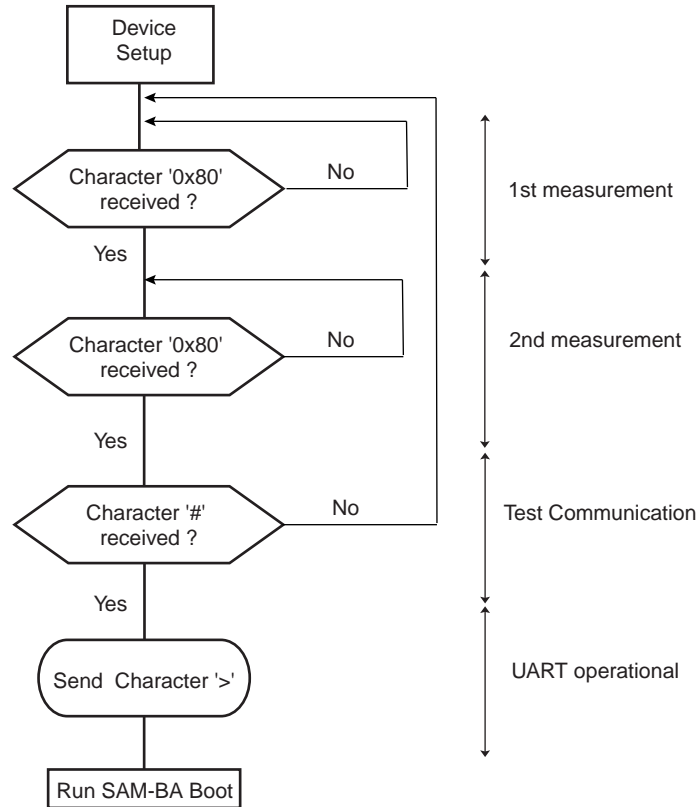 Device
Setup
Character '0x80'
received ?
No
1st measurement
Yes
Character '0x80'
received ?
No
2nd measurement
Yes
Character '#'
received ?
No
Test Communication
Yes
Send Character '>'
UART operational
Run SAM-BA Boot